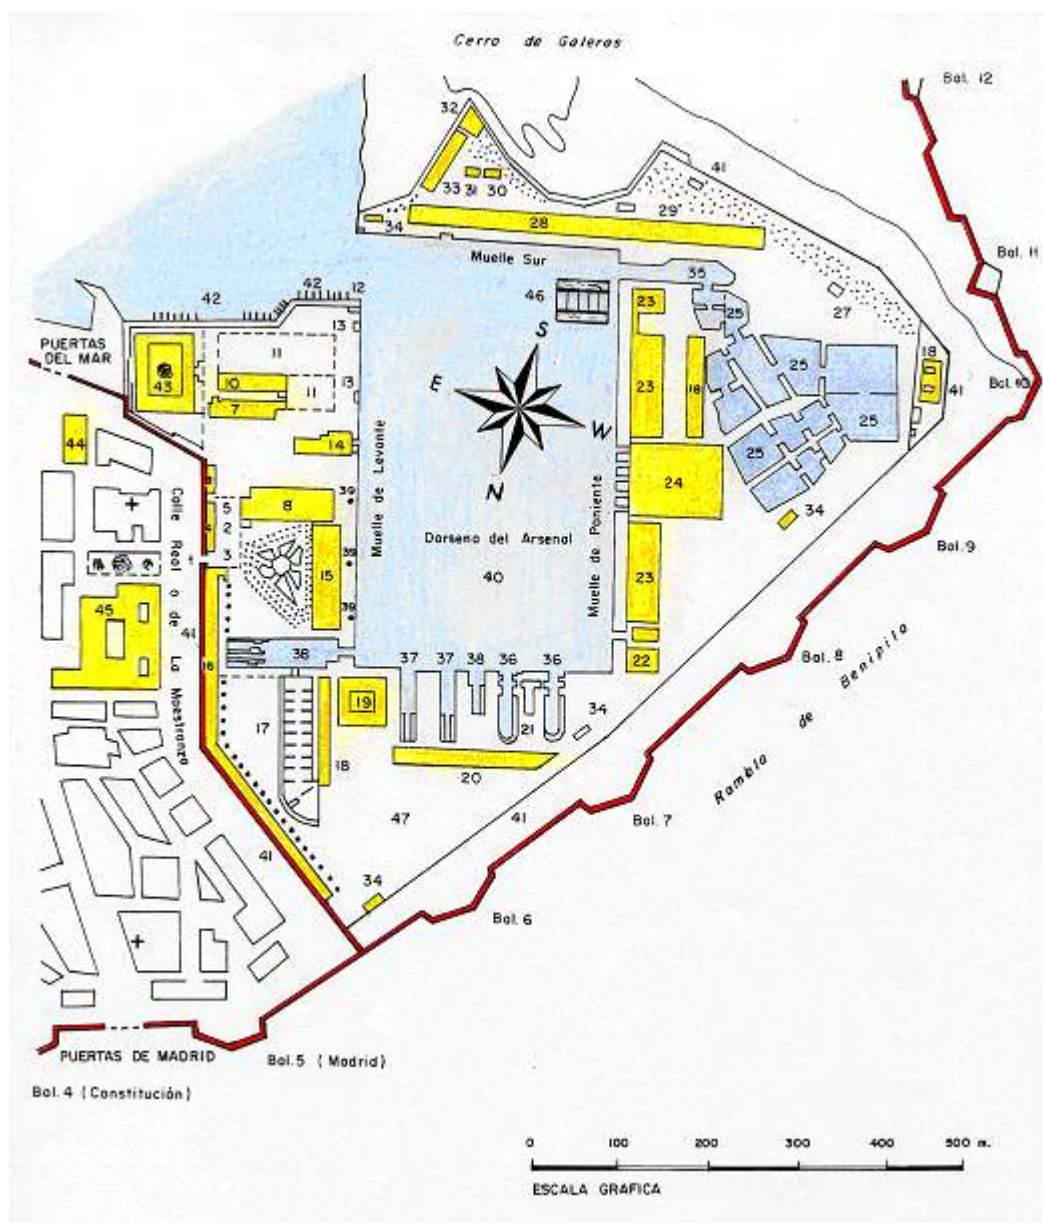 Cerro de Galeras
Bal. 12
32
41
33
31
30
29
34
28
Bal. 11
Muelle Sur
35
42
42
12
46
23
25
27
13
S
PUERTAS
DEL MAR
11
18
43
10
11
13
E
23
18
25
41
Bal. 10
7
25
W
44
14
25
N
24
39
5
8
34
2
Muelle de Levante
Calle Real o de La Maestranza
Darsena del Arsenal
Muelle de Poniente
Bal. 9
3
39
40
15
23
45
39
41
16
38
37
37
38
36
36
22
Bal. 8
Rambla de Benipila
17
19
21
34
18
20
47
41
Bal. 7
41
34
Bal. 6
PUERTAS DE MADRID
Bal. 5 (Madrid)
Bal. 4 (Constitución)
0 100 200 300 400 500 m.
ESCALA GRAFICA